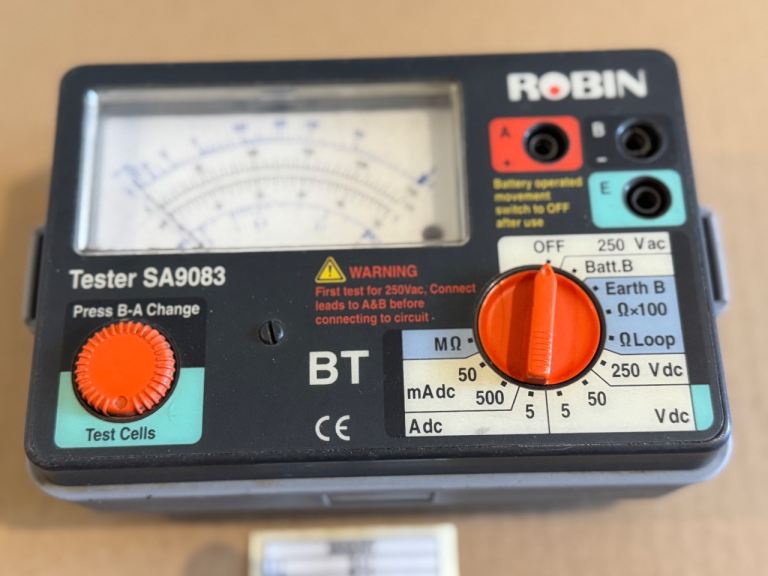 ROBIN
A
+
B
–
Battery operated
movement
switch to OFF
after use
E
Tester SA9083
WARNING
First test for 250Vac, Connect
leads to A&B before
connecting to circuit
Press B-A Change
Test Cells
BT
CE
OFF
250 Vac
Batt.B
Earth B
Ω×100
Ω Loop
250 Vdc
50
5
Vdc
MΩ
50
mAdc
500
5
Adc